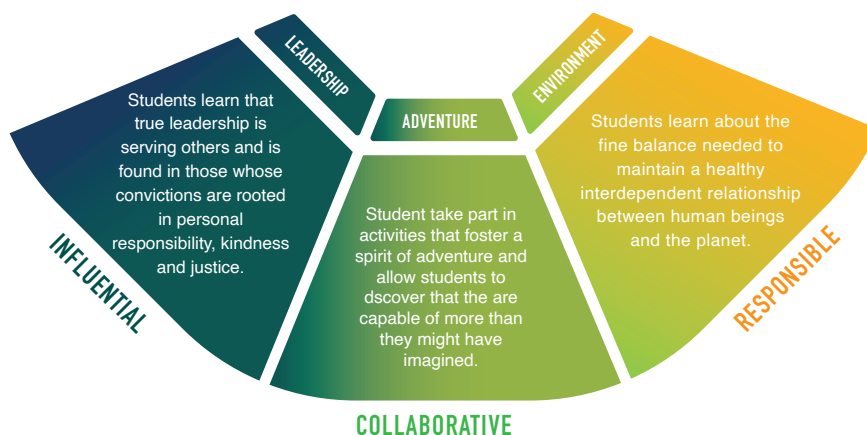 LEADERSHIP
Students learn that
true leadership is
serving others and is
found in those whose
convictions are rooted
in personal
responsibility, kindness
and justice.
INFLUENTIAL
ADVENTURE
Student take part in
activities that foster a
spirit of adventure and
allow students to
dscover that the are
capable of more than
they might have
imagined.
COLLABORATIVE
ENVIRONMENT
Students learn about the
fine balance needed to
maintain a healthy
interdependent relationship
between human beings
and the planet.
RESPONSIBLE